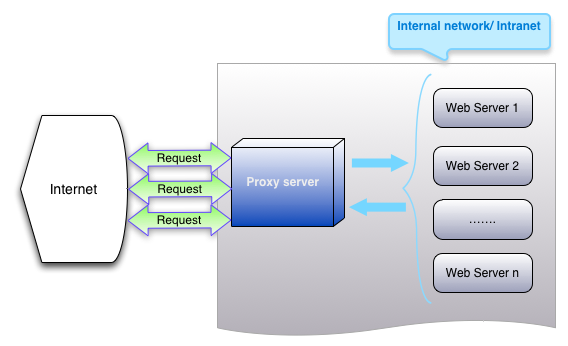 Internal network/ Intranet
Web Server 1
Request
Internet
Request
Request
Proxy server
Web Server 2
.......
Web Server n